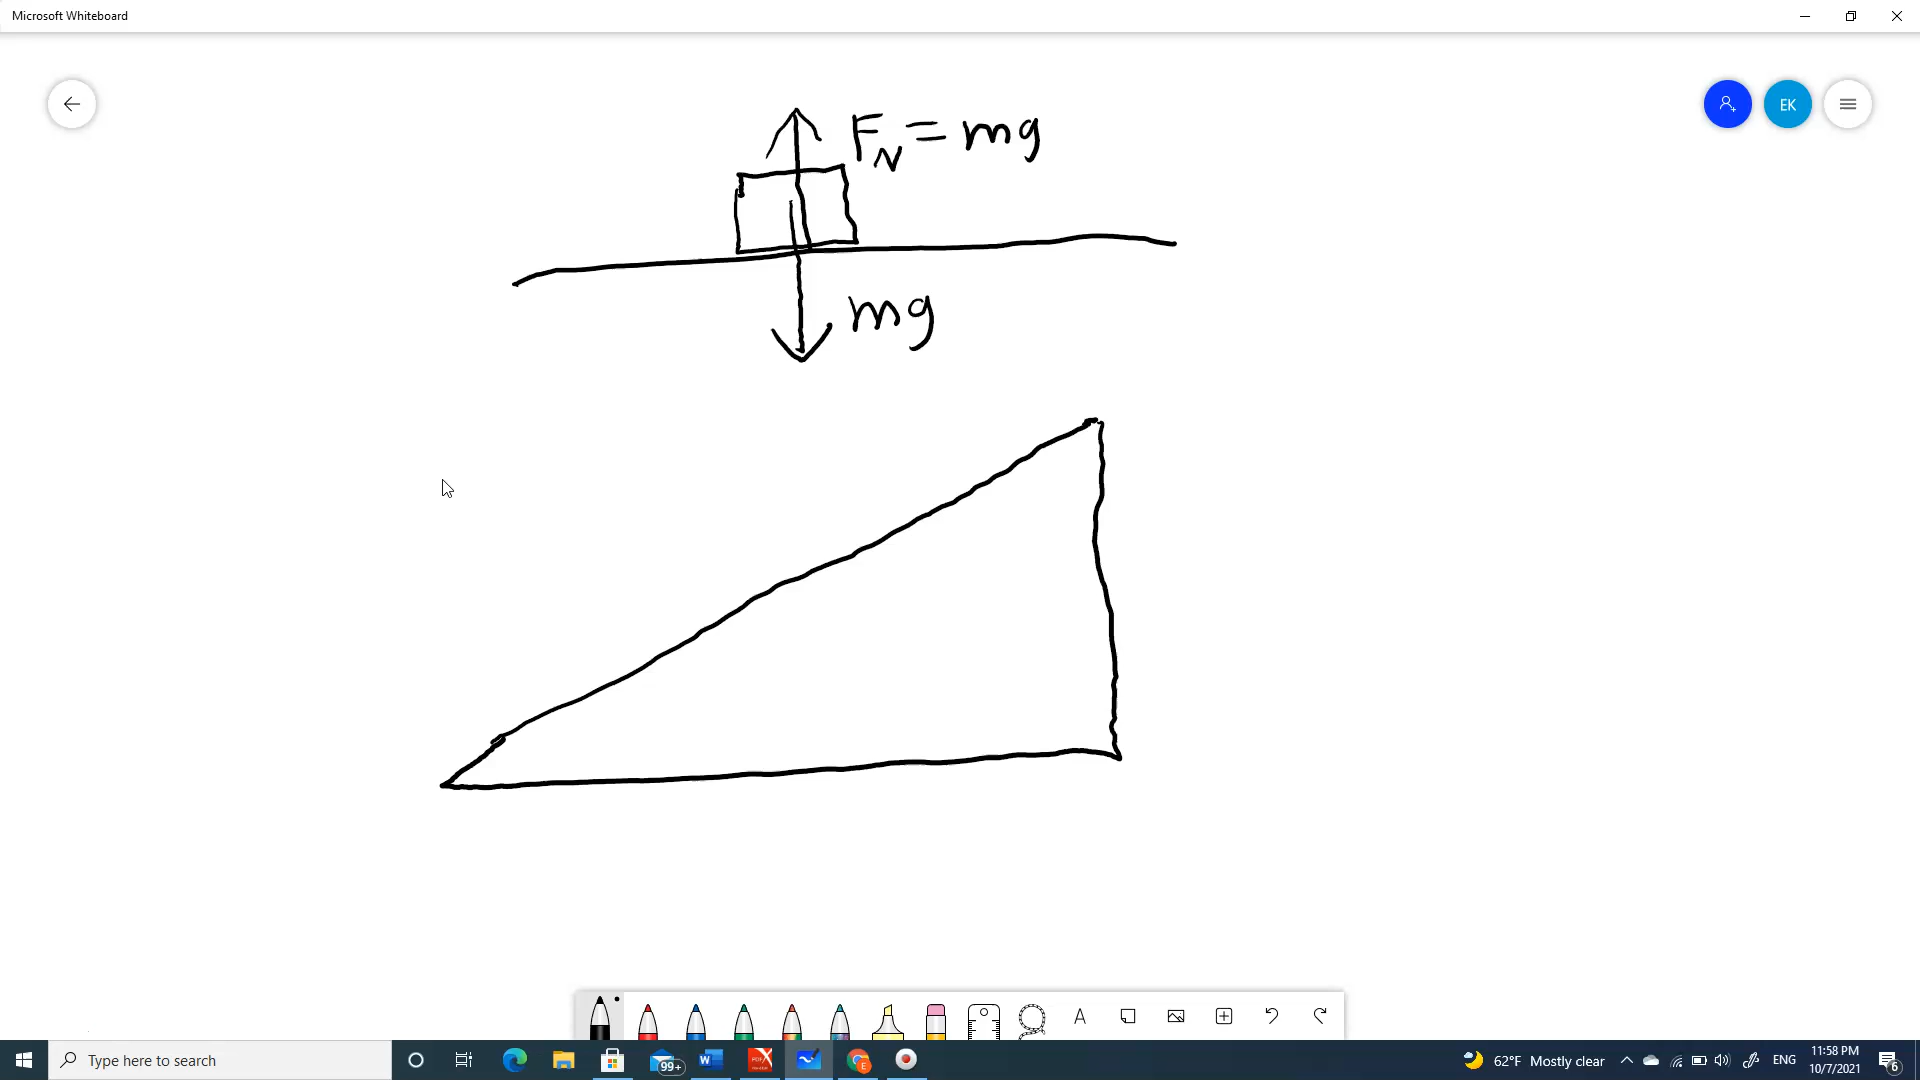 Microsoft Whiteboard
EK
F_N = mg
mg
A
Type here to search
99+
W
PDF
E
62°F Mostly clear
ENG
11:58 PM
10/7/2021
6